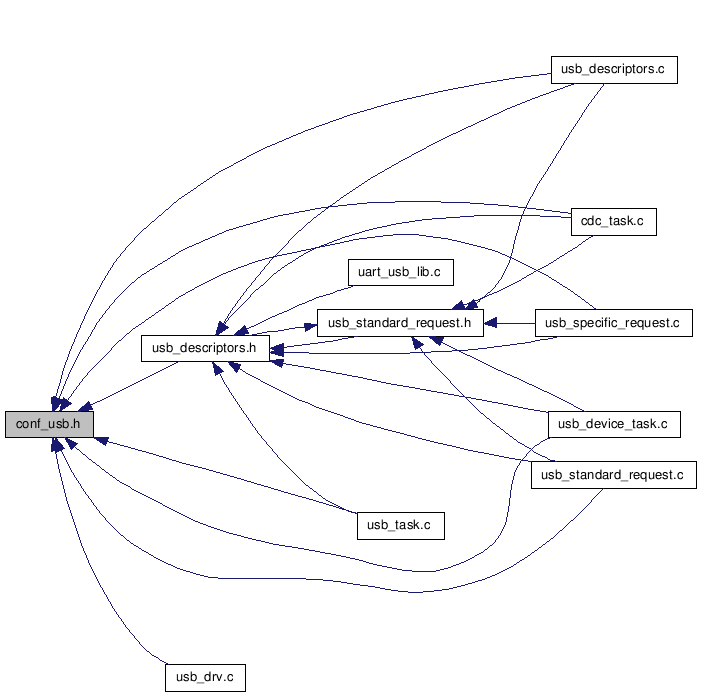 usb_descriptors.c
cdc_task.c
uart_usb_lib.c
usb_standard_request.h
usb_specific_request.c
usb_descriptors.h
conf_usb.h
usb_device_task.c
usb_standard_request.c
usb_task.c
usb_drv.c